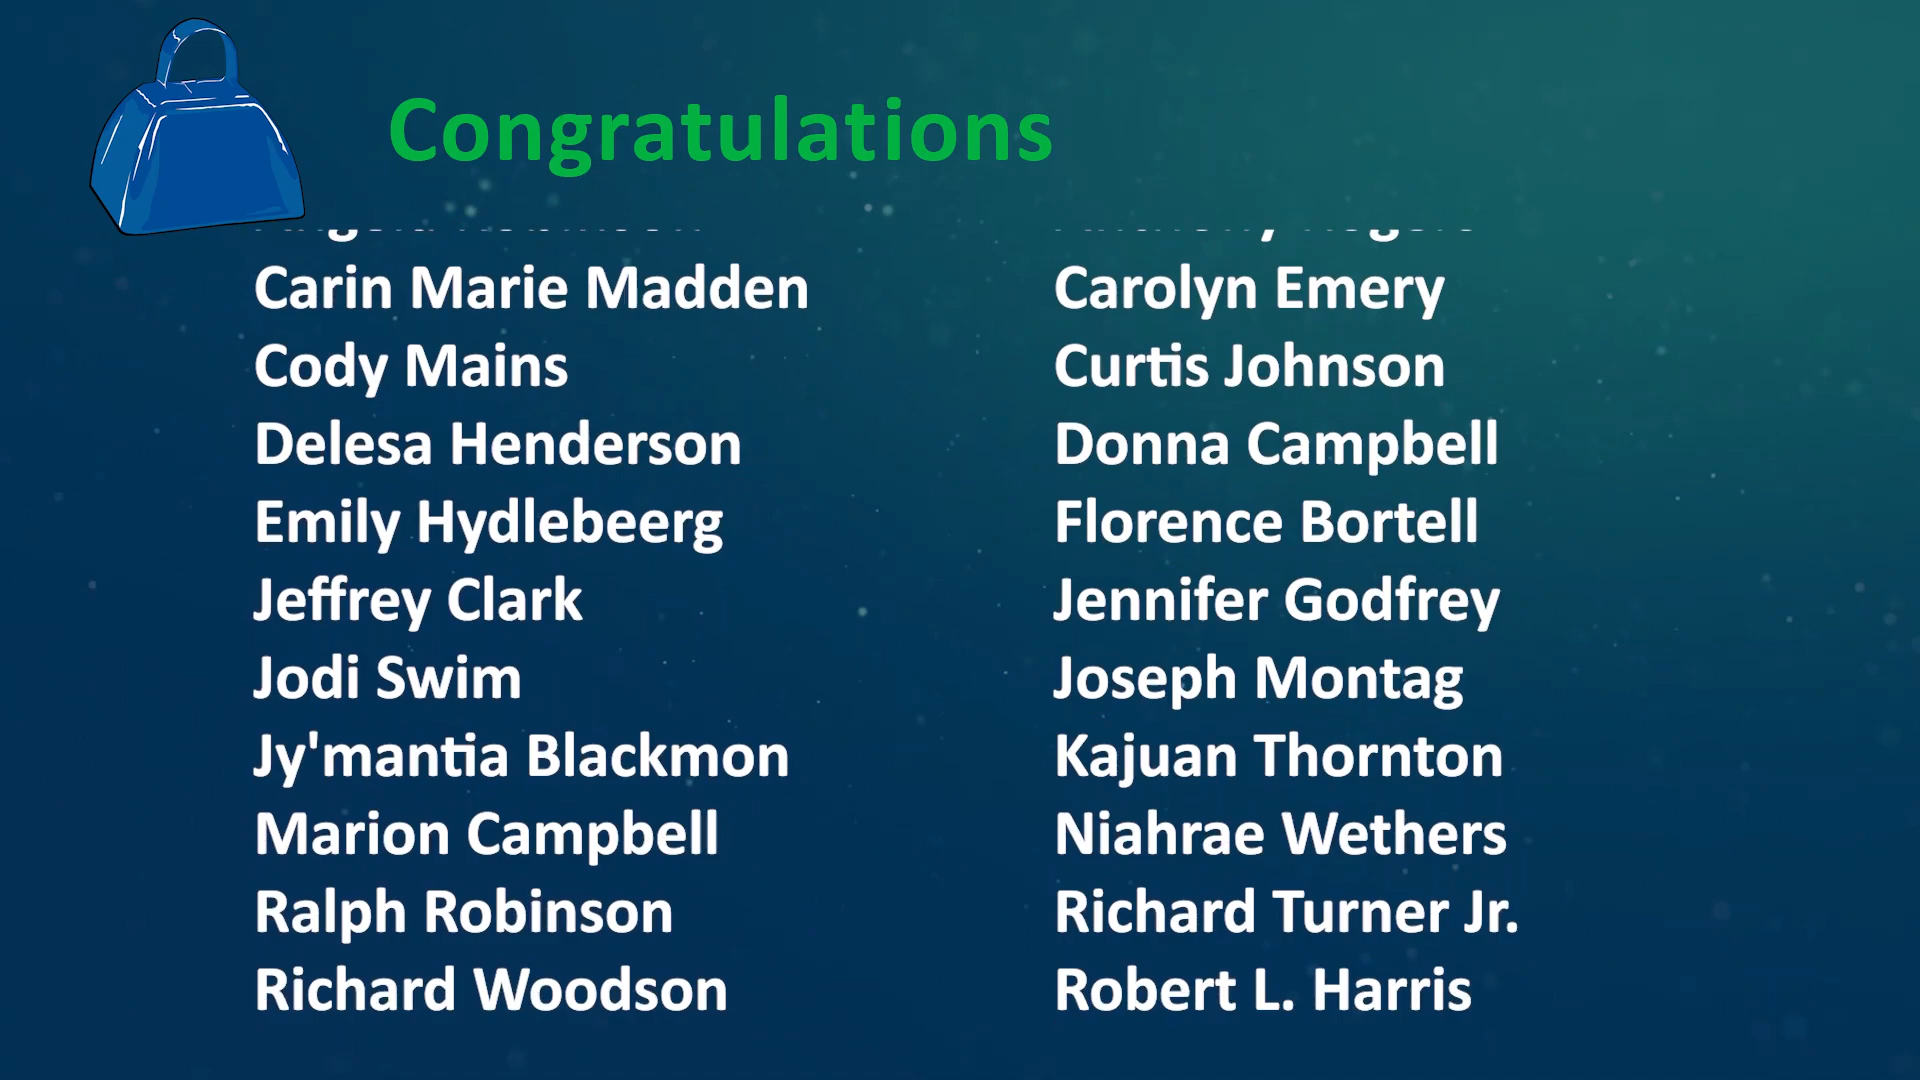 Congratulations
Carin Marie Madden
Carolyn Emery
Cody Mains
Curtis Johnson
Delesa Henderson
Donna Campbell
Emily Hydlebeerg
Florence Bortell
Jeffrey Clark
Jennifer Godfrey
Jodi Swim
Joseph Montag
Jy'mantia Blackmon
Kajuan Thornton
Marion Campbell
Niahrae Wethers
Ralph Robinson
Richard Turner Jr.
Richard Woodson
Robert L. Harris